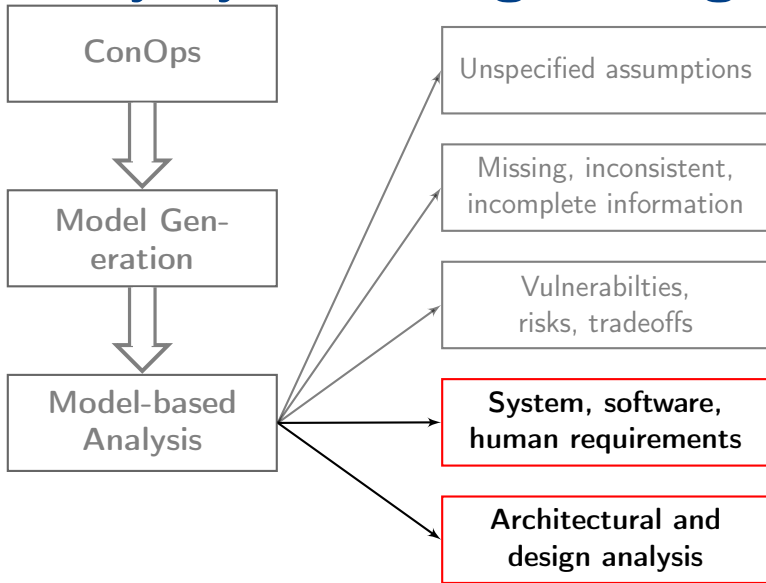 ConOps
Model Gen-
eration
Model-based
Analysis
Unspecified assumptions
Missing, inconsistent,
incomplete information
Vulnerabilties,
risks, tradeoffs
System, software,
human requirements
Architectural and
design analysis